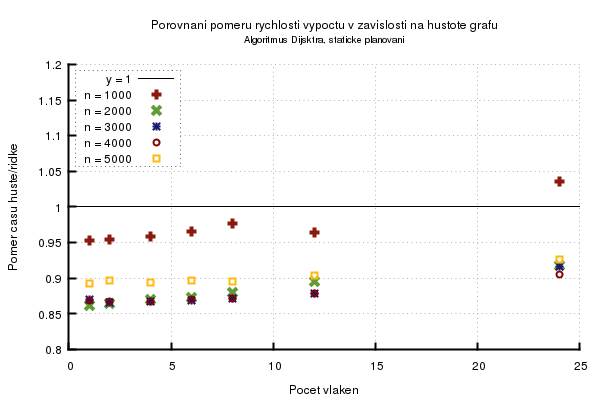 Porovnani pomeru rychlosti vypoctu v zavislosti na hustote grafu
Algoritmus Dijsktra, staticke planovani
Pomer casu huste/ridke
1.2
1.15
1.1
1.05
1
0.95
0.9
0.85
0.8
y = 1
n = 1000
n = 2000
n = 3000
n = 4000
n = 5000
0 5 10 15 20 25
Pocet vlaken